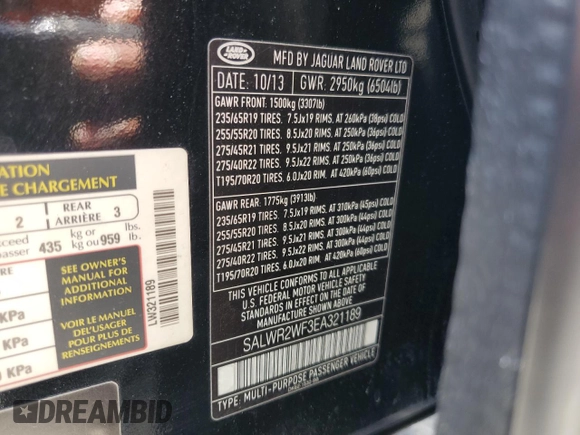 LAND-
ROVER
MFD BY JAGUAR LAND ROVER LTD
DATE: 10/13 GWR: 2950kg (6504lb)
GAWR FRONT: 1500kg (3307lb)
235/65R19 TIRES. 7.5Jx19 RIMS. AT 260kPa (38psi) COLD
255/55R20 TIRES. 8.5Jx20 RIMS. AT 250kPa (36psi) COLD
275/45R21 TIRES. 9.5Jx21 RIMS. AT 250kPa (36psi) COLD
275/40R22 TIRES. 9.5Jx22 RIMS. AT 250kPa (36psi) COLD
T195/70R20 TIRES. 6.0Jx20 RIMS. AT 420kPa (60psi) COLD
GAWR REAR: 1775kg (3913lb)
235/65R19 TIRES. 7.5Jx19 RIMS. AT 310kPa (45psi) COLD
255/55R20 TIRES. 8.5Jx20 RIMS. AT 300kPa (44psi) COLD
275/45R21 TIRES. 9.5Jx21 RIMS. AT 300kPa (44psi) COLD
275/40R22 TIRES. 9.5Jx22 RIMS. AT 300kPa (44psi) COLD
T195/70R20 TIRES. 6.0Jx20 RIMS. AT 420kPa (60psi) COLD
THIS VEHICLE CONFORMS TO ALL APPLICABLE
U.S. FEDERAL MOTOR VEHICLE SAFETY
STANDARDS IN EFFECT ON THE DATE OF
MANUFACTURE SHOWN ABOVE.
SALWR2WF3EA321189
TYPE: MULTI-PURPOSE PASSENGER VEHICLE
ATION
E CHARGEMENT
2 REAR
ARRIÈRE 3
xceed
passer 435 kg or
kg ou 959 lbs.
lb.
RE
SEE OWNER'S
MANUAL FOR
ADDITIONAL
INFORMATION
VOIR LE MANUEL
DE L'USAGER
POUR PLUS DE
RENSEIGNEMENTS
KPa
KPa
KPa
LW321189
DREAMBID